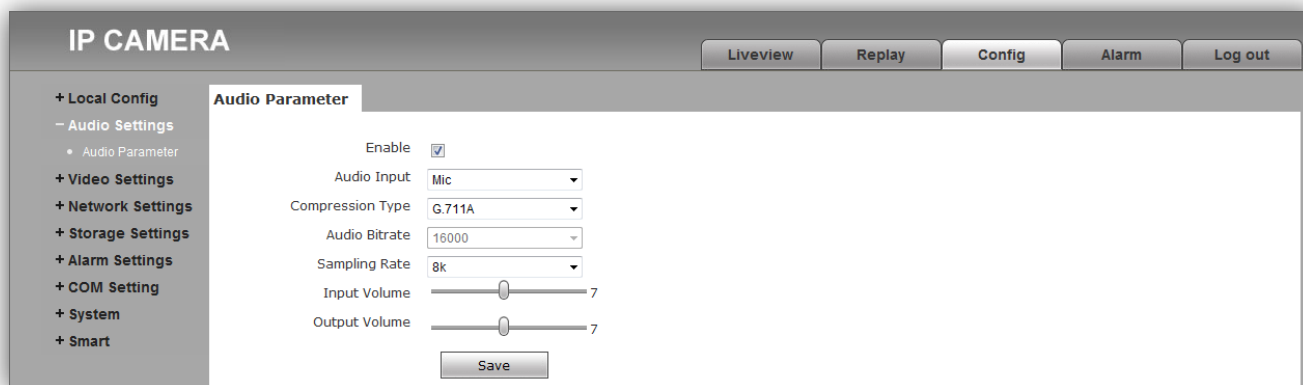 IP CAMERA
Liveview Replay Config Alarm Log out
+ Local Config
− Audio Settings
• Audio Parameter
+ Video Settings
+ Network Settings
+ Storage Settings
+ Alarm Settings
+ COM Setting
+ System
+ Smart
Audio Parameter
Enable
Audio Input Mic
Compression Type G.711A
Audio Bitrate 16000
Sampling Rate 8k
Input Volume 7
Output Volume 7
Save